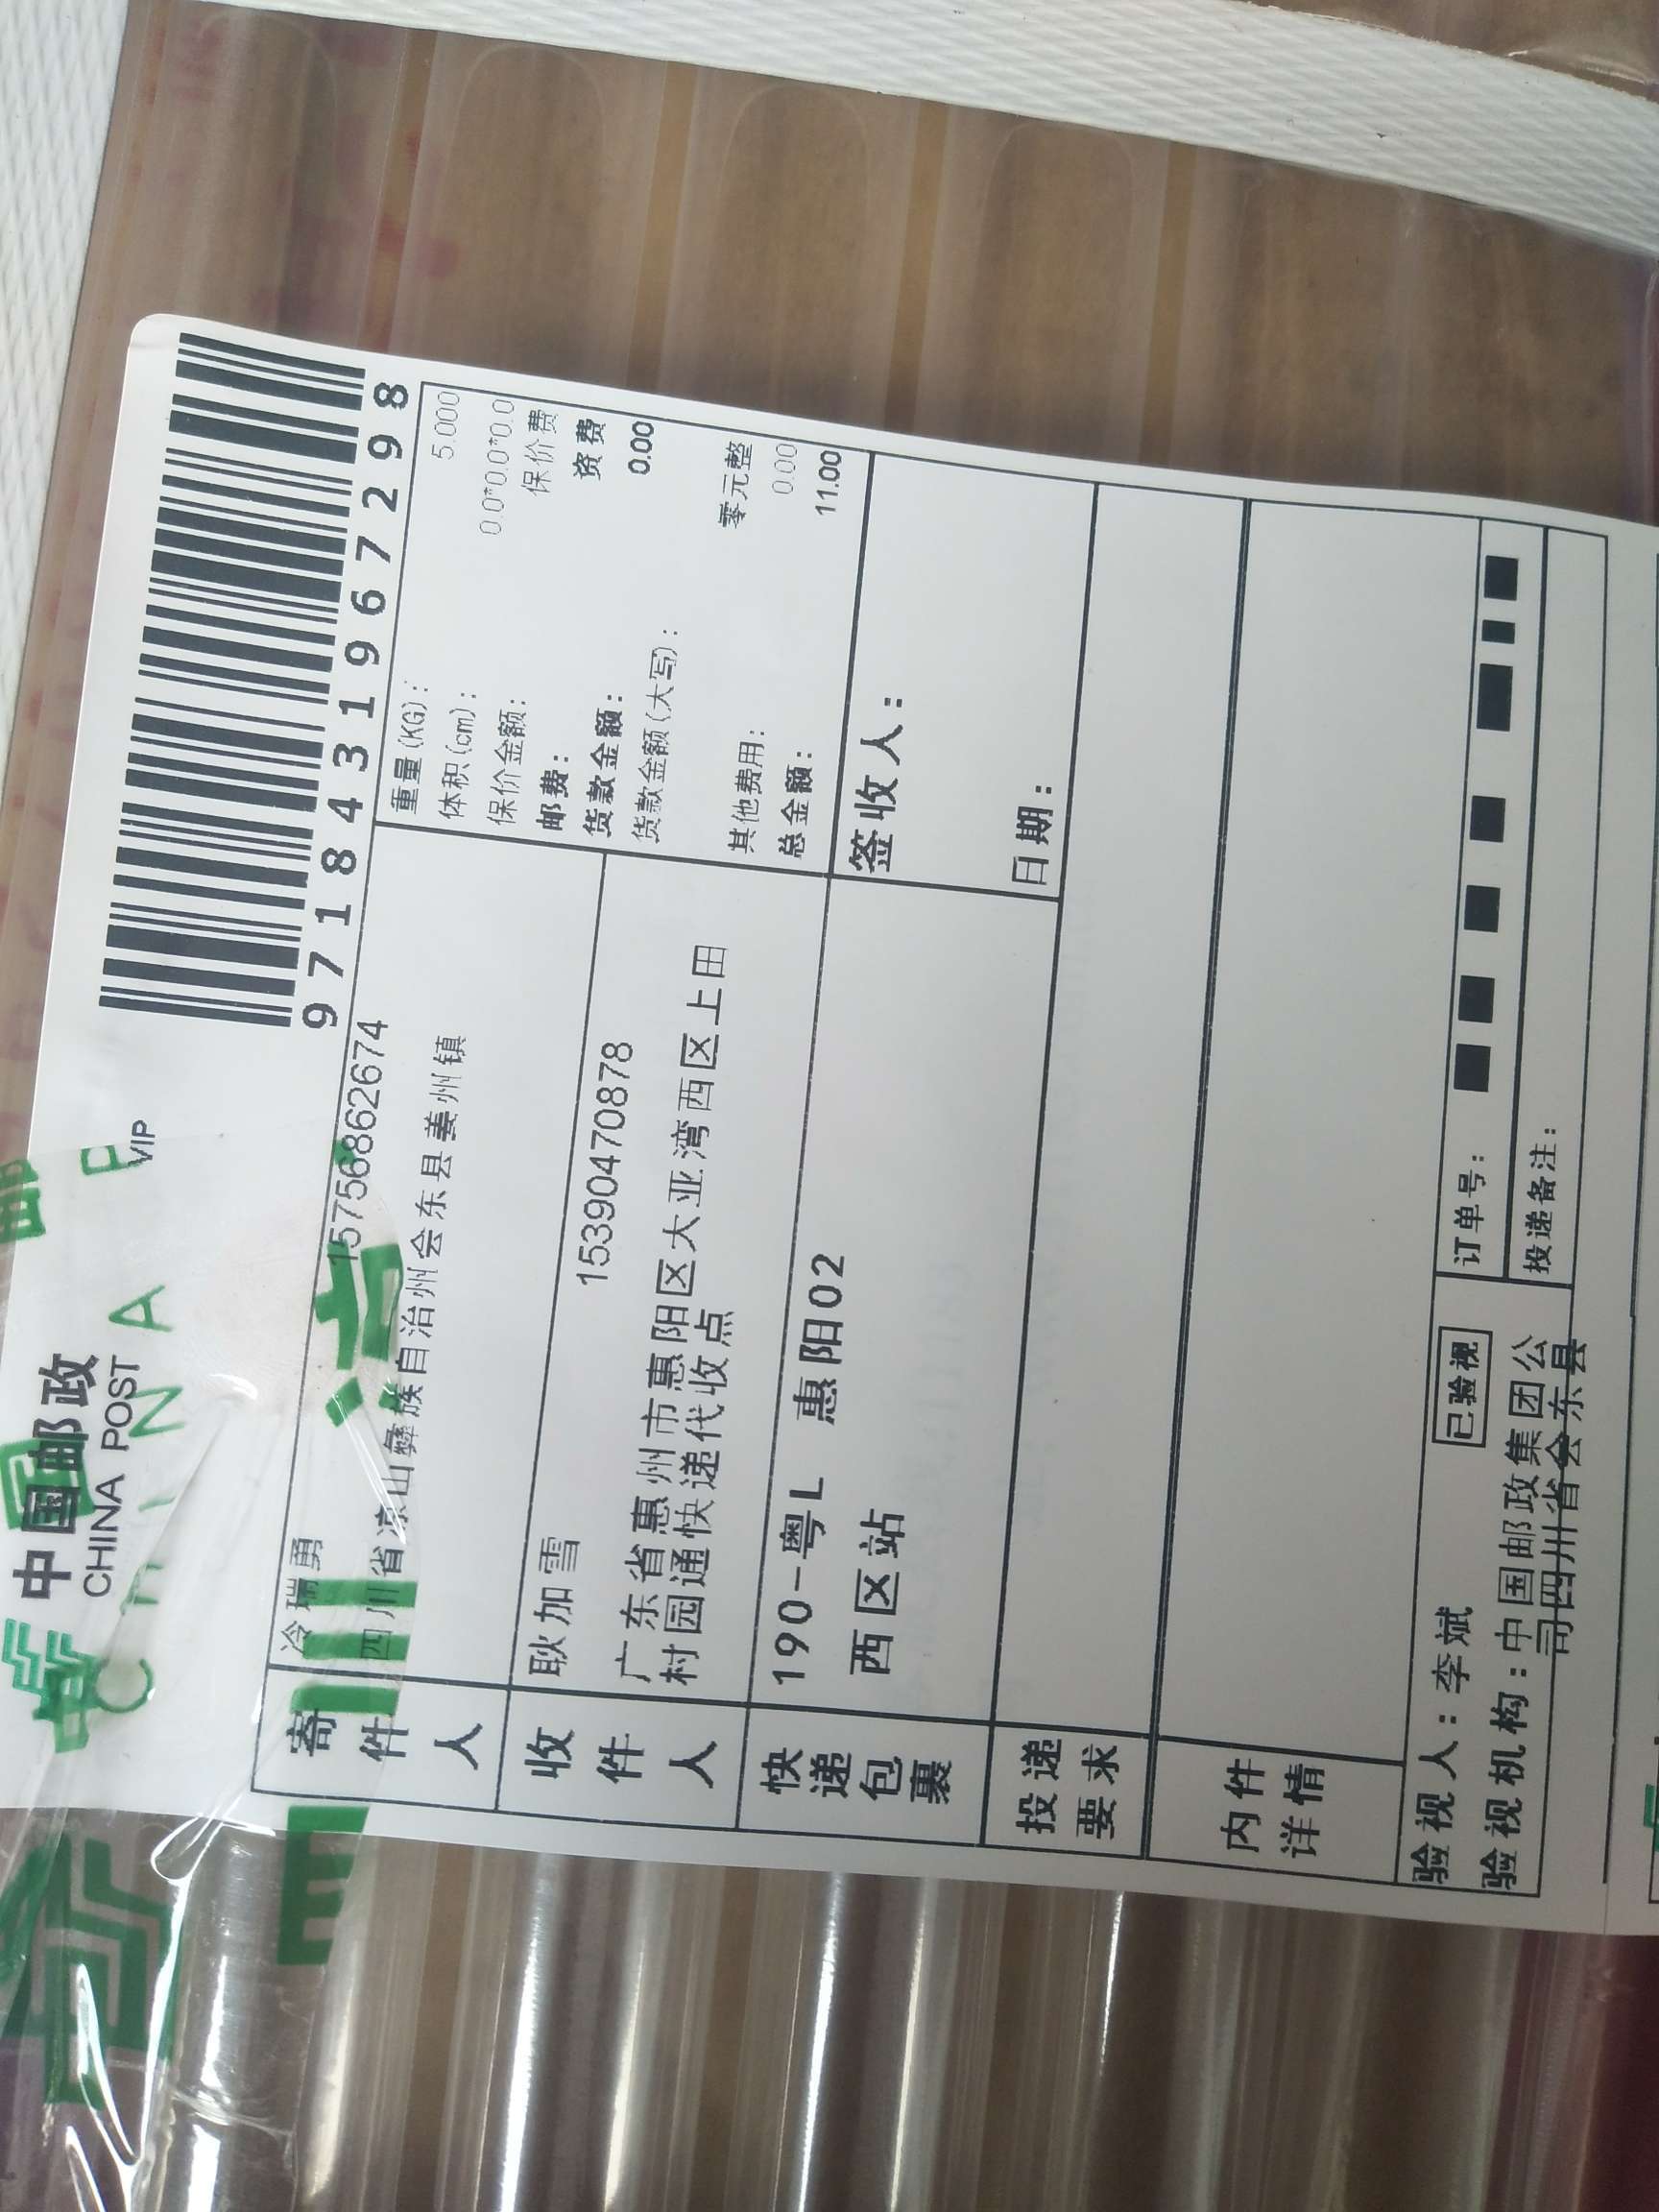 中国邮政
CHINA POST
VIP
9718431967298
寄件人
冷瑞勇 15756862674
四川省凉山彝族自治州会东县姜州镇
收件人
耿加雪 15390470878
广东省惠州市惠阳区大亚湾西区上田
村园通快递代收点
快递包裹
190-粤L 惠阳02
西区站
重量(KG): 5.000
体积(cm): 0.0*0.0*0.0
保价金额: 保价费
邮费: 资费
货款金额: 0.00
货款金额(大写):
零元整
其他费用: 0.00
总金额: 11.00
签收人:
日期:
投递要求
内件详情
验视人:李斌 已验视
验视机构:中国邮政集团公
司四川省会东县
订单号:
投递备注:
CHINA P